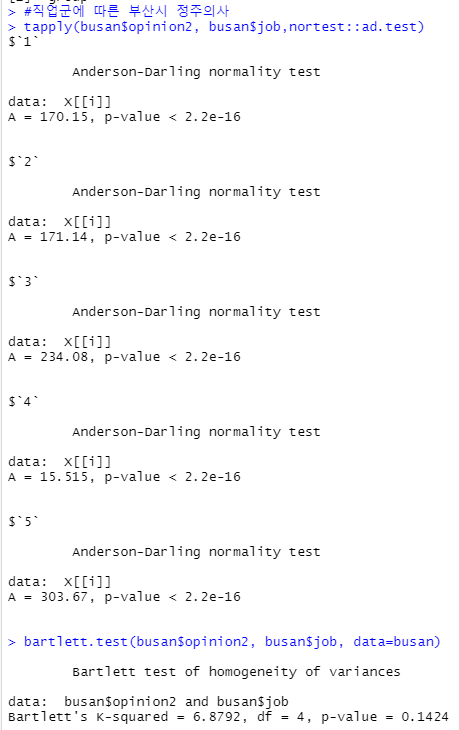 > #직업군에 따른 부산시 정주의사
> tapply(busan$opinion2, busan$job,nortest::ad.test)
$`1`
Anderson-Darling normality test
data:  X[[i]]
A = 170.15, p-value < 2.2e-16
$`2`
Anderson-Darling normality test
data:  X[[i]]
A = 171.14, p-value < 2.2e-16
$`3`
Anderson-Darling normality test
data:  X[[i]]
A = 234.08, p-value < 2.2e-16
$`4`
Anderson-Darling normality test
data:  X[[i]]
A = 15.515, p-value < 2.2e-16
$`5`
Anderson-Darling normality test
data:  X[[i]]
A = 303.67, p-value < 2.2e-16
> bartlett.test(busan$opinion2, busan$job, data=busan)
Bartlett test of homogeneity of variances
data:  busan$opinion2 and busan$job
Bartlett's K-squared = 6.8792, df = 4, p-value = 0.1424